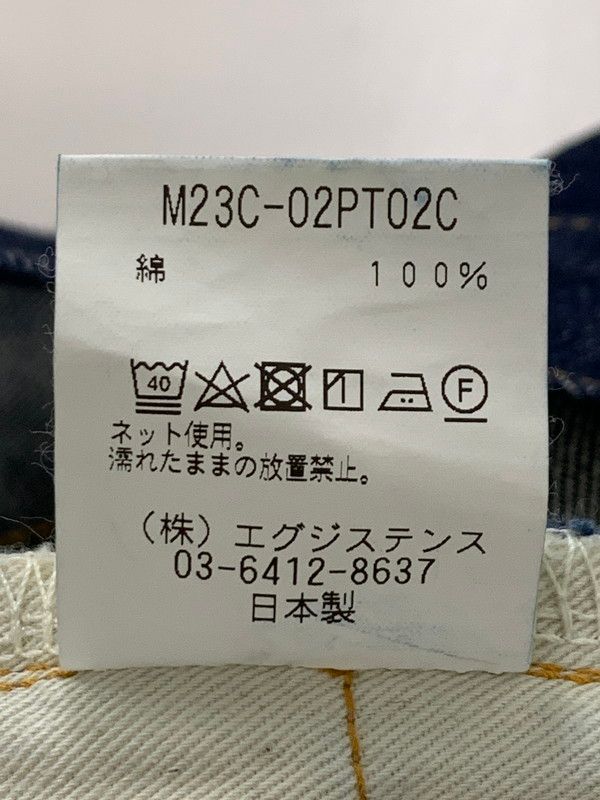 M23C-02PT02C
綿 100%
40 F
ネット使用。
濡れたままの放置禁止。
(株)エグジステンス
03-6412-8637
日本製